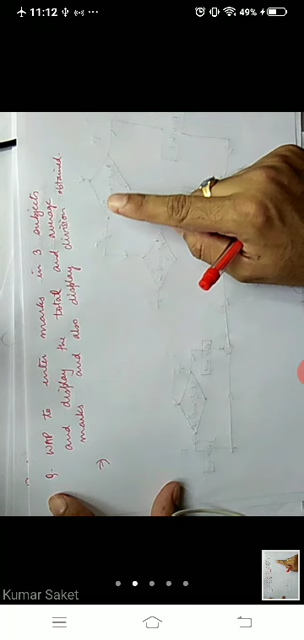 11:12
49%
9. WAP to enter marks in 3 subjects
and display the total and average
marks and also display division obtained.
⇒
Kumar Saket